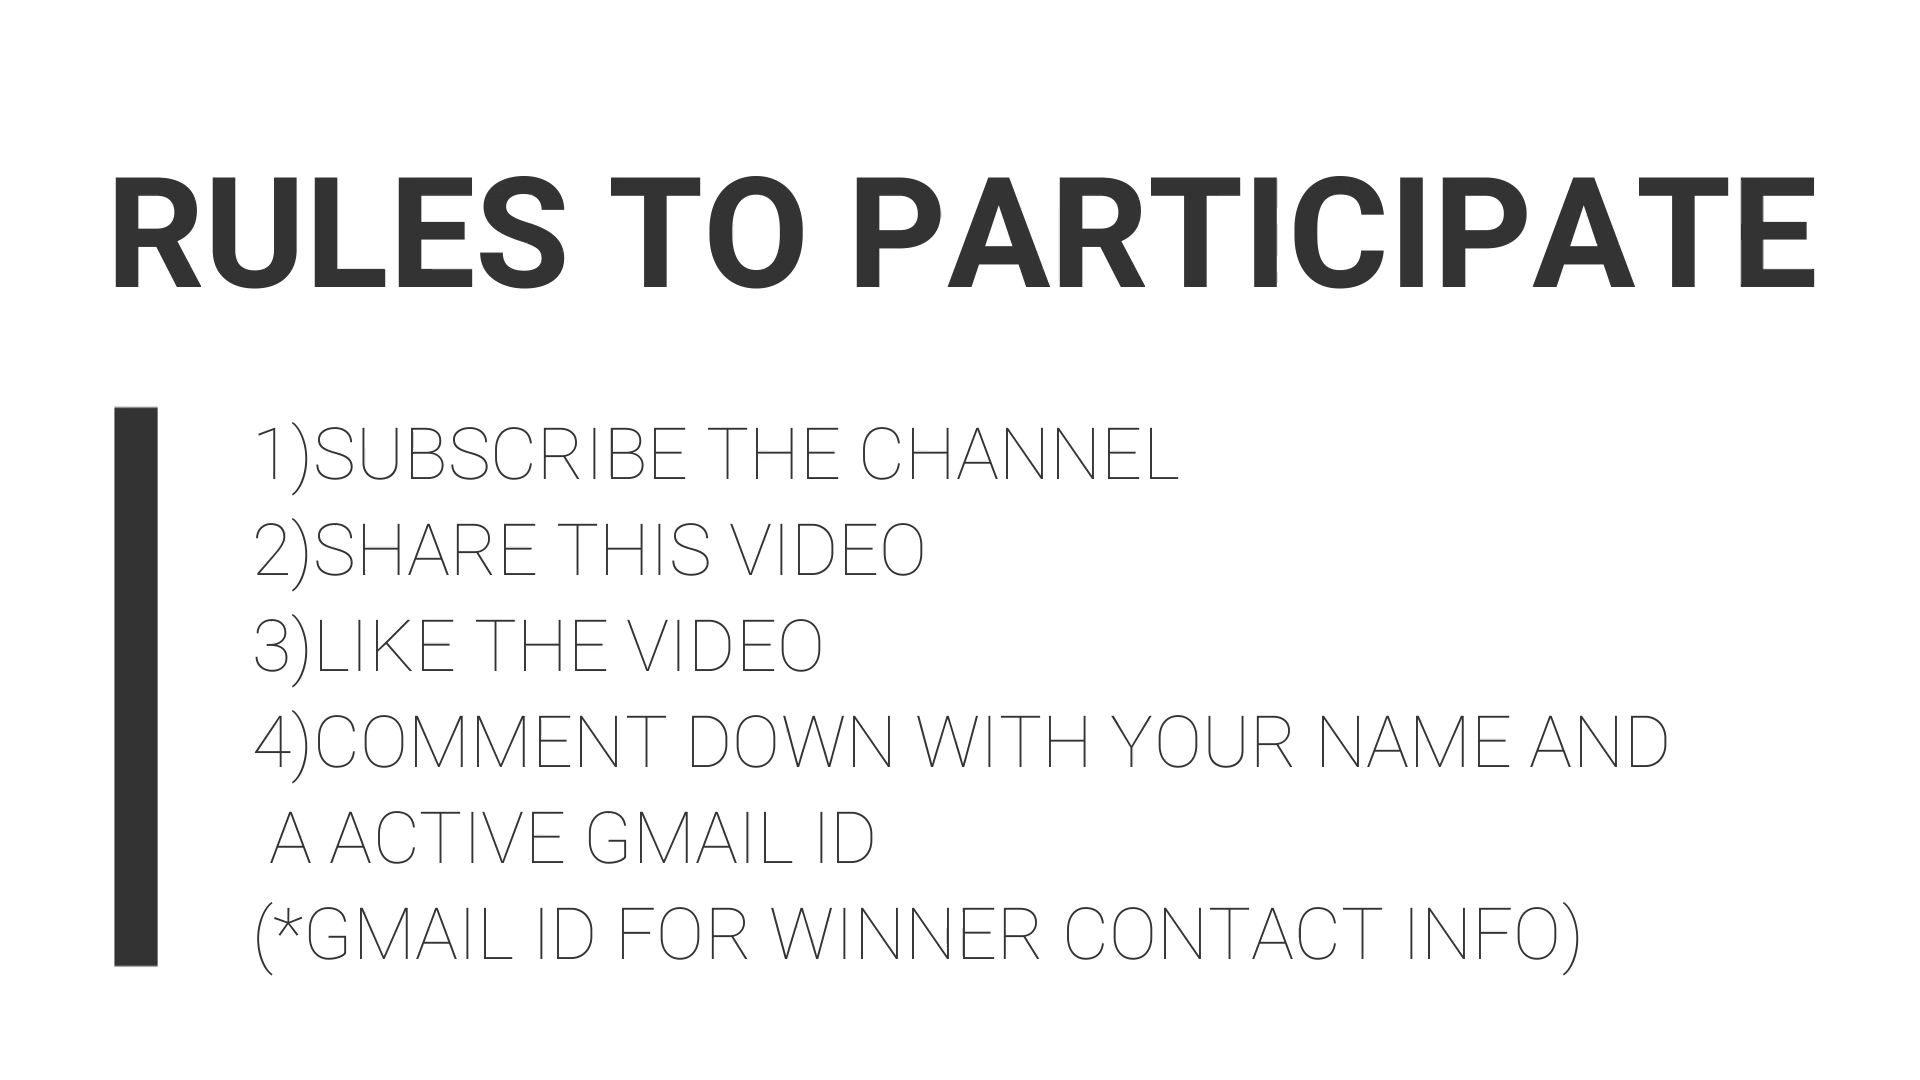 RULES TO PARTICIPATE
1)SUBSCRIBE THE CHANNEL
2)SHARE THIS VIDEO
3)LIKE THE VIDEO
4)COMMENT DOWN WITH YOUR NAME AND
A ACTIVE GMAIL ID
(*GMAIL ID FOR WINNER CONTACT INFO)